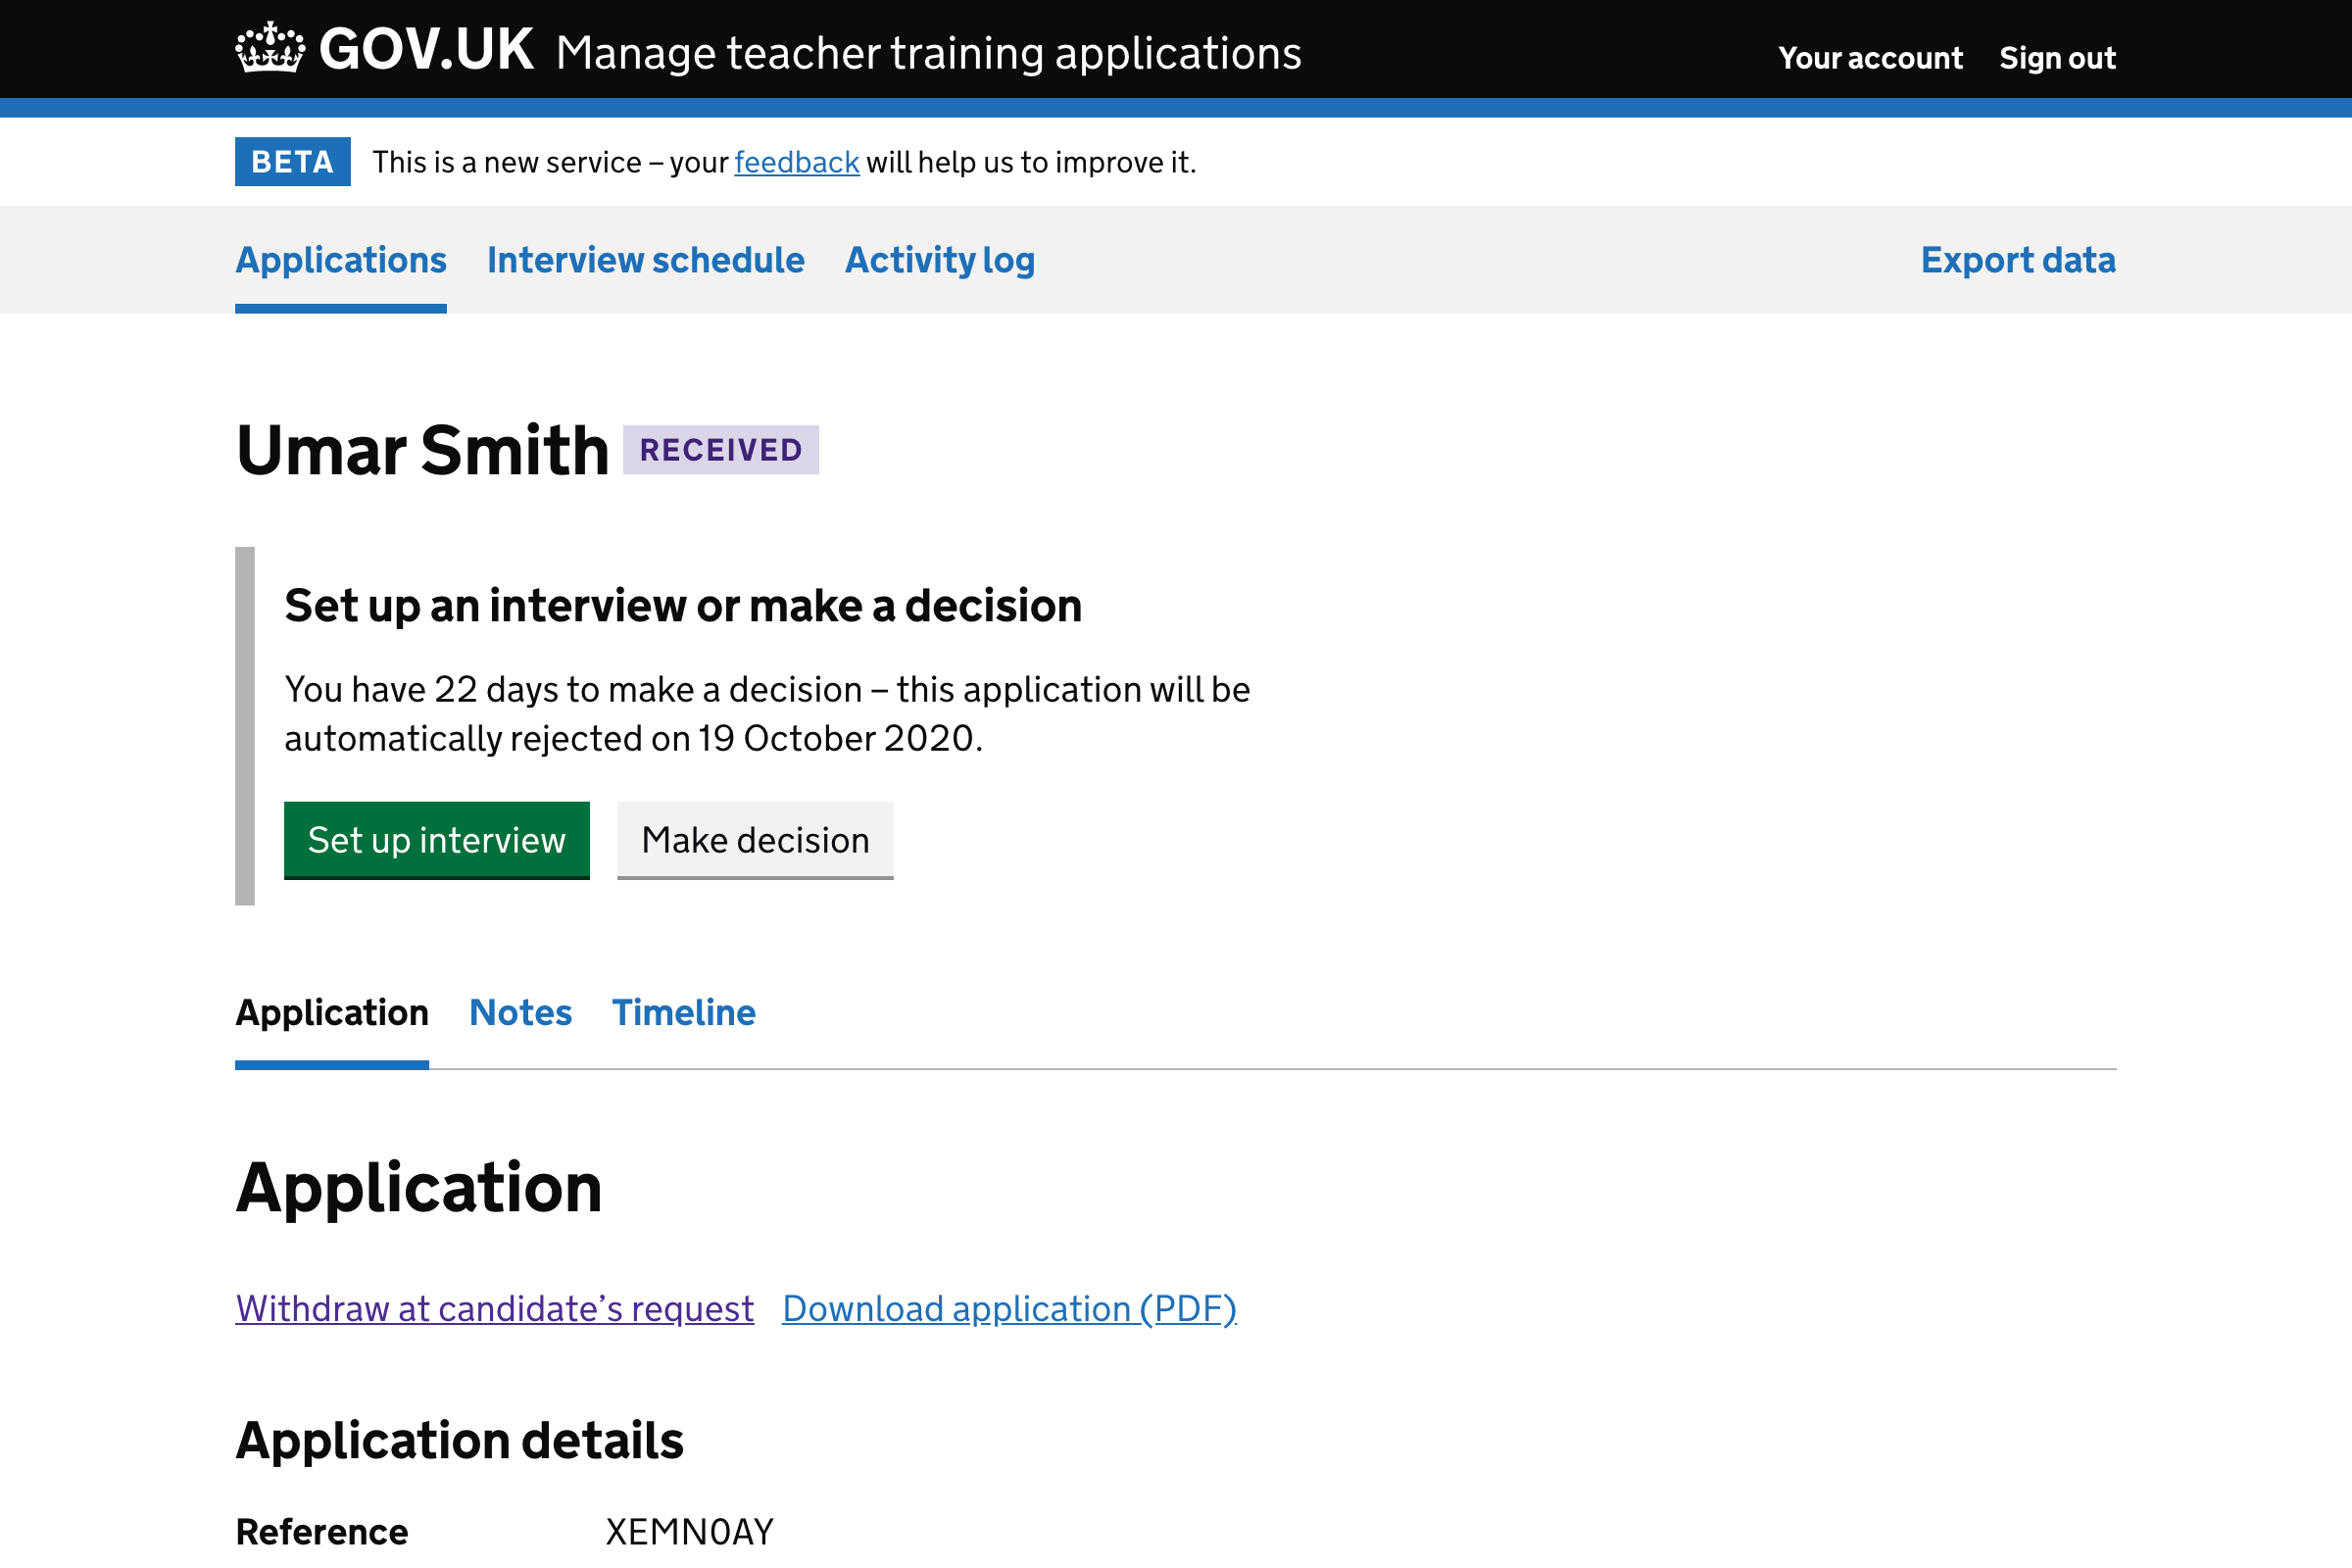 GOV.UK Manage teacher training applications
Your account Sign out
BETA This is a new service – your feedback will help us to improve it.
Applications Interview schedule Activity log Export data
Umar Smith RECEIVED
Set up an interview or make a decision
You have 22 days to make a decision – this application will be
automatically rejected on 19 October 2020.
Set up interview Make decision
Application Notes Timeline
Application
Withdraw at candidate’s request Download application (PDF)
Application details
Reference XEMN0AY